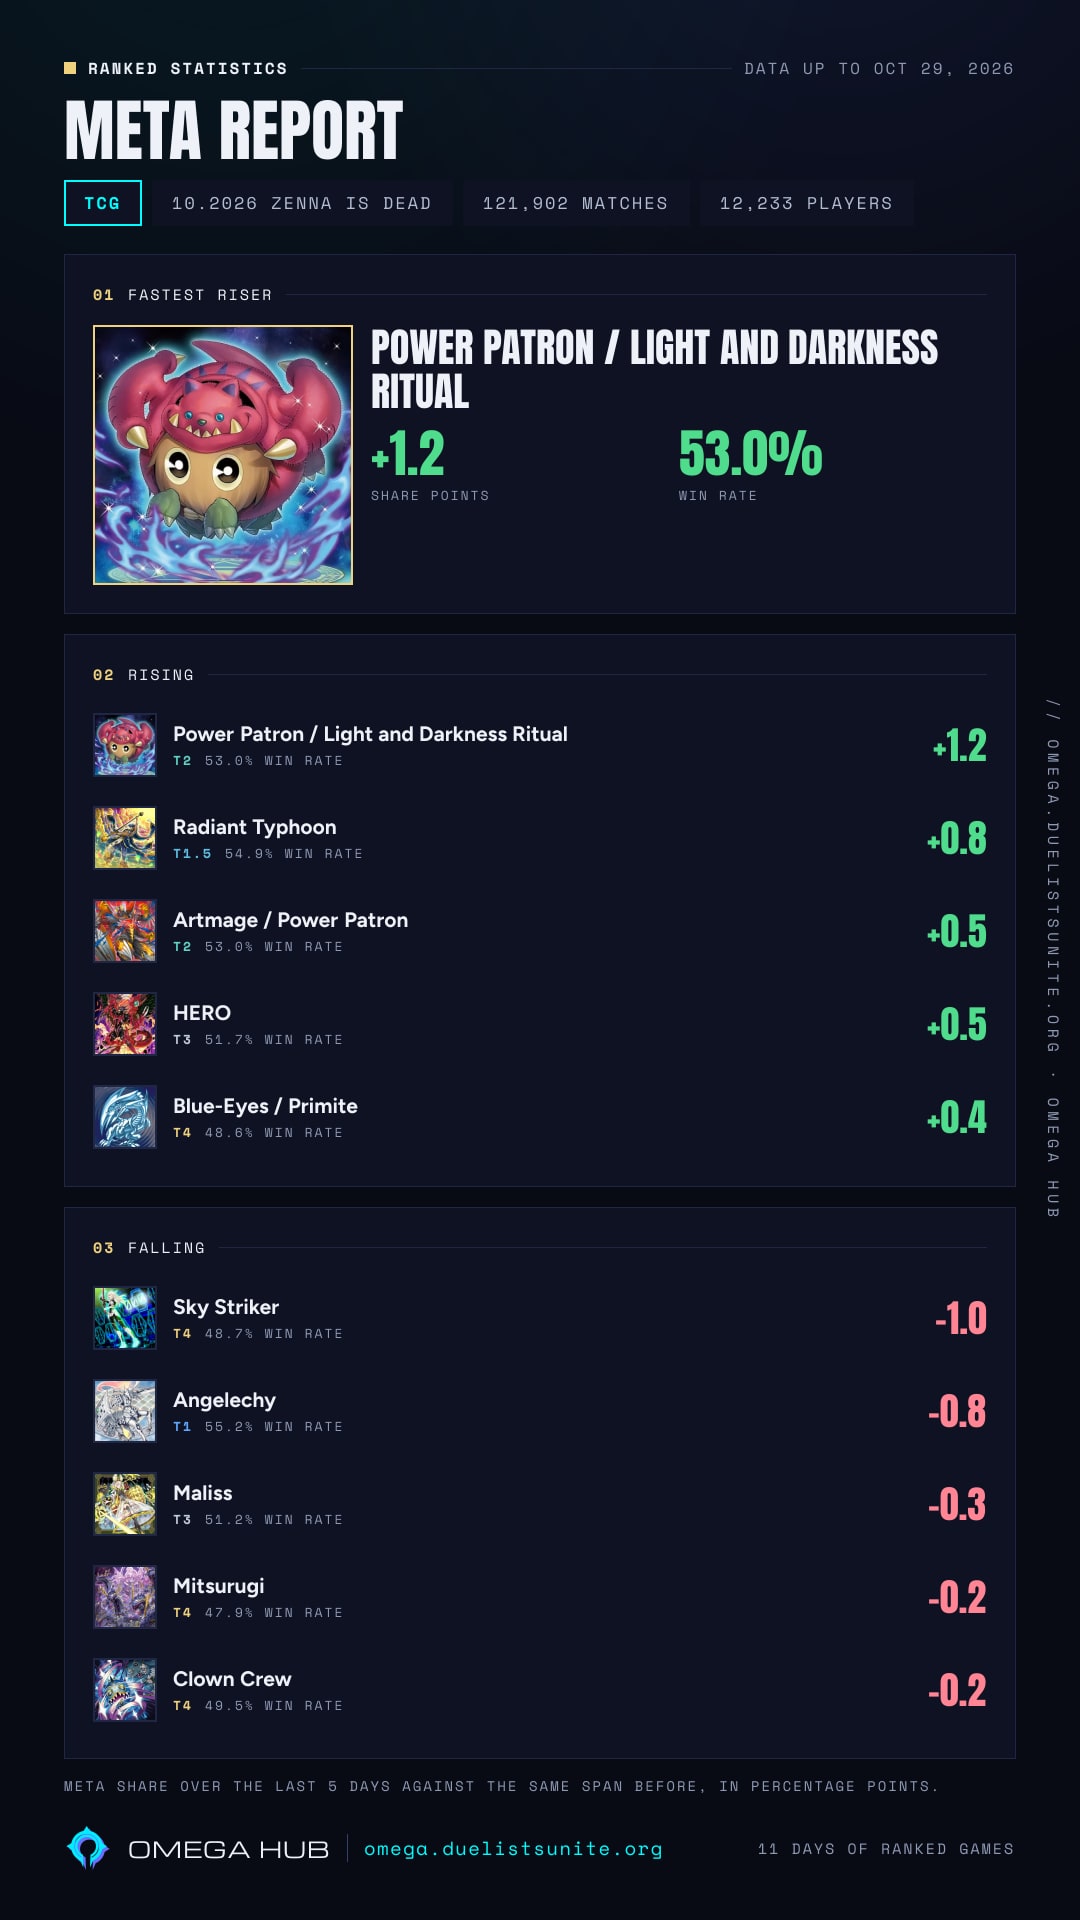 RANKED STATISTICS
DATA UP TO OCT 29, 2026
META REPORT
TCG
10.2026 ZENNA IS DEAD
121,902 MATCHES
12,233 PLAYERS
01 FASTEST RISER
POWER PATRON / LIGHT AND DARKNESS
RITUAL
+1.2
53.0%
SHARE POINTS
WIN RATE
02 RISING
Power Patron / Light and Darkness Ritual
T2 53.0% WIN RATE
+1.2
Radiant Typhoon
T1.5 54.9% WIN RATE
+0.8
Artmage / Power Patron
T2 53.0% WIN RATE
+0.5
HERO
T3 51.7% WIN RATE
+0.5
Blue-Eyes / Primite
T4 48.6% WIN RATE
+0.4
// OMEGA.DUELISTSUNITE.ORG · OMEGA HUB
03 FALLING
Sky Striker
T4 48.7% WIN RATE
-1.0
Angelechy
T1 55.2% WIN RATE
-0.8
Maliss
T3 51.2% WIN RATE
-0.3
Mitsurugi
T4 47.9% WIN RATE
-0.2
Clown Crew
T4 49.5% WIN RATE
-0.2
META SHARE OVER THE LAST 5 DAYS AGAINST THE SAME SPAN BEFORE, IN PERCENTAGE POINTS.
OMEGA HUB
omega.duelistsunite.org
11 DAYS OF RANKED GAMES